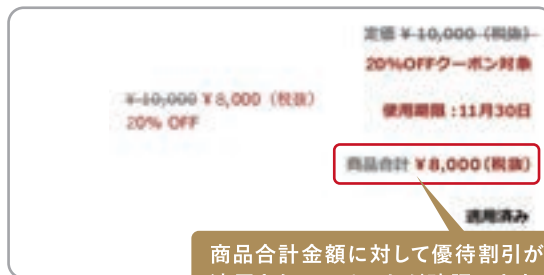 定価 ¥10,000（税抜）
20%OFFクーポン対象
¥10,000 ¥8,000（税抜）
20% OFF
使用期限：11月30日
商品合計 ¥8,000（税抜）
適用済み
商品合計金額に対して優待割引が